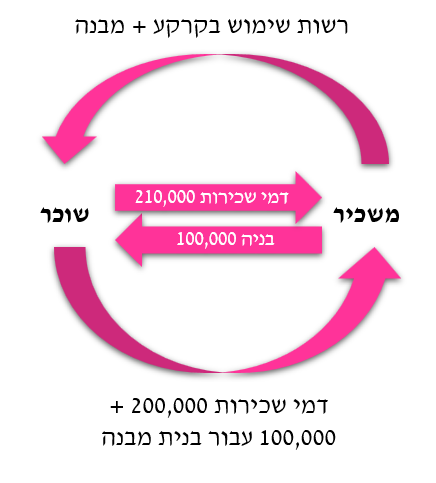 רשות שימוש בקרקע + מבנה
דמי שכירות 210,000
משכיר
שוכר
בניה 100,000
דמי שכירות 200,000 +
100,000 עבור בנית מבנה